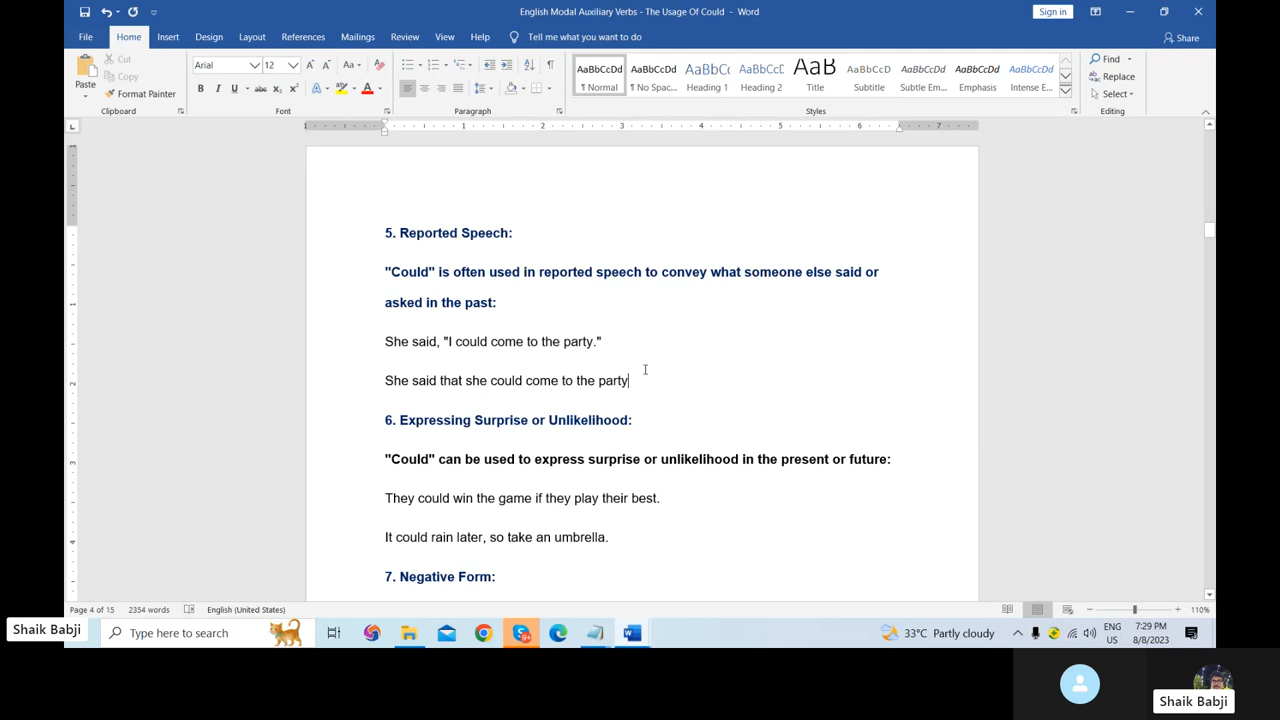 English Modal Auxiliary Verbs - The Usage Of Could - Word
Sign in
File Home Insert Design Layout References Mailings Review View Help Tell me what you want to do
Share
Paste
Cut
Copy
Format Painter
Clipboard
Arial 12
Font
Paragraph
AaBbCcDd AaBbCcDd AaBbCc AaBbCcC AaB AaBbCcD AaBbCcDd AaBbCcDd AaBbCcDd
¶ Normal ¶ No Spac... Heading 1 Heading 2 Title Subtitle Subtle Em... Emphasis Intense E...
Styles
Find
Replace
Select
Editing
5. Reported Speech:
"Could" is often used in reported speech to convey what someone else said or
asked in the past:
She said, "I could come to the party."
She said that she could come to the party
6. Expressing Surprise or Unlikelihood:
"Could" can be used to express surprise or unlikelihood in the present or future:
They could win the game if they play their best.
It could rain later, so take an umbrella.
7. Negative Form:
Page 4 of 15 2354 words English (United States) 110%
Shaik Babji
Type here to search
33°C Partly cloudy
ENG
US
7:29 PM
8/8/2023
Shaik Babji